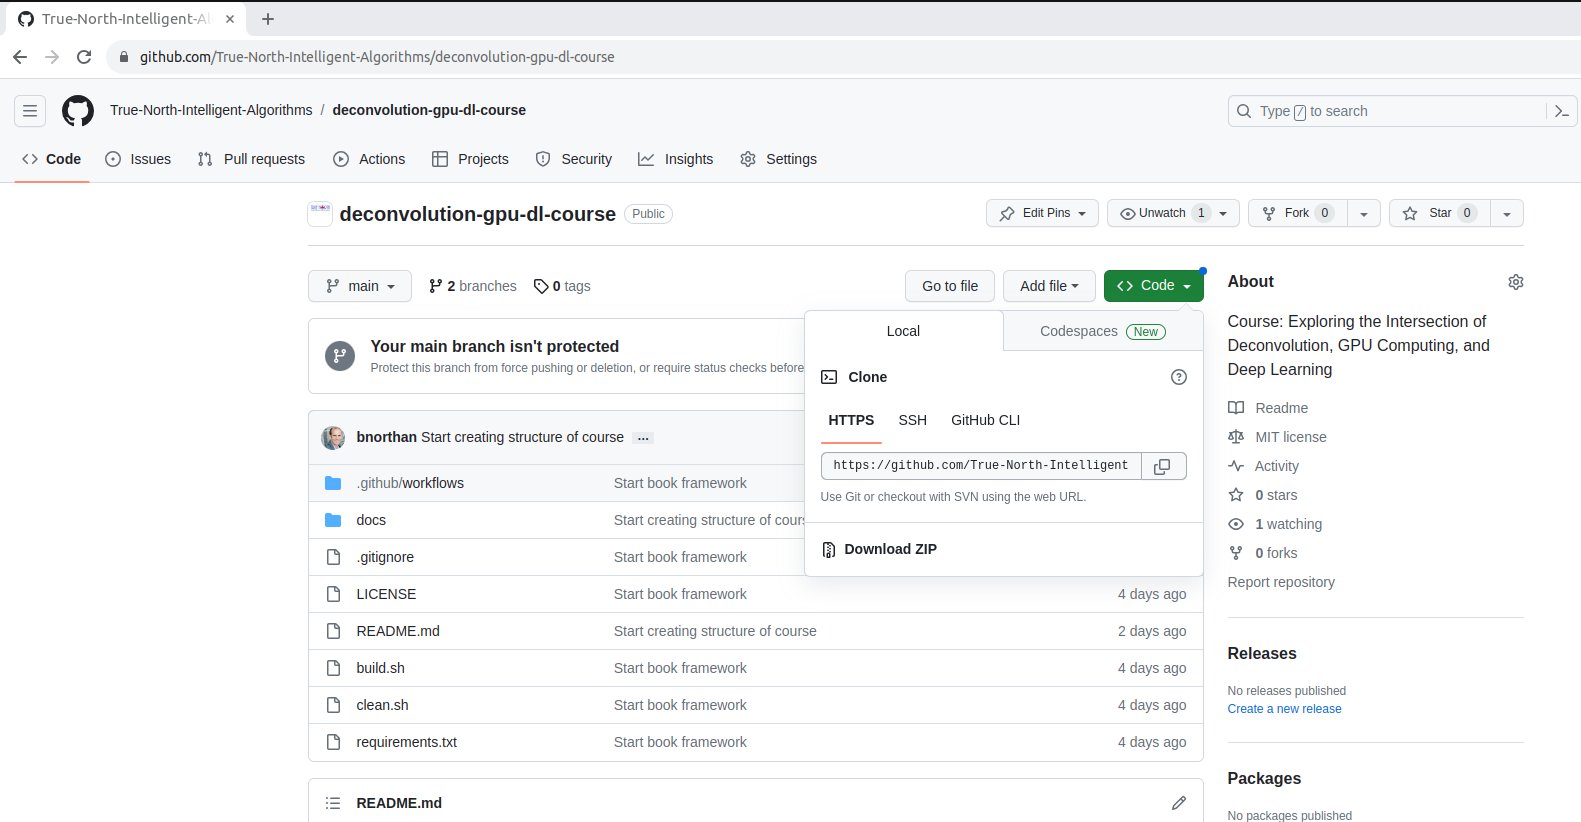 True-North-Intelligent-Al
github.com/True-North-Intelligent-Algorithms/deconvolution-gpu-dl-course
True-North-Intelligent-Algorithms / deconvolution-gpu-dl-course
Type / to search
Code Issues Pull requests Actions Projects Security Insights Settings
deconvolution-gpu-dl-course Public
Edit Pins Unwatch 1 Fork 0 Star 0
main 2 branches 0 tags
Go to file Add file Code
Local Codespaces New
Clone
HTTPS SSH GitHub CLI
https://github.com/True-North-Intelligent
Use Git or checkout with SVN using the web URL.
Download ZIP
Your main branch isn't protected
Protect this branch from force pushing or deletion, or require status checks before
bnorthan Start creating structure of course ...
.github/workflows Start book framework
docs Start creating structure of cours
.gitignore Start book framework
LICENSE Start book framework 4 days ago
README.md Start creating structure of course 2 days ago
build.sh Start book framework 4 days ago
clean.sh Start book framework 4 days ago
requirements.txt Start book framework 4 days ago
README.md
About
Course: Exploring the Intersection of
Deconvolution, GPU Computing, and
Deep Learning
Readme
MIT license
Activity
0 stars
1 watching
0 forks
Report repository
Releases
No releases published
Create a new release
Packages
No packages published